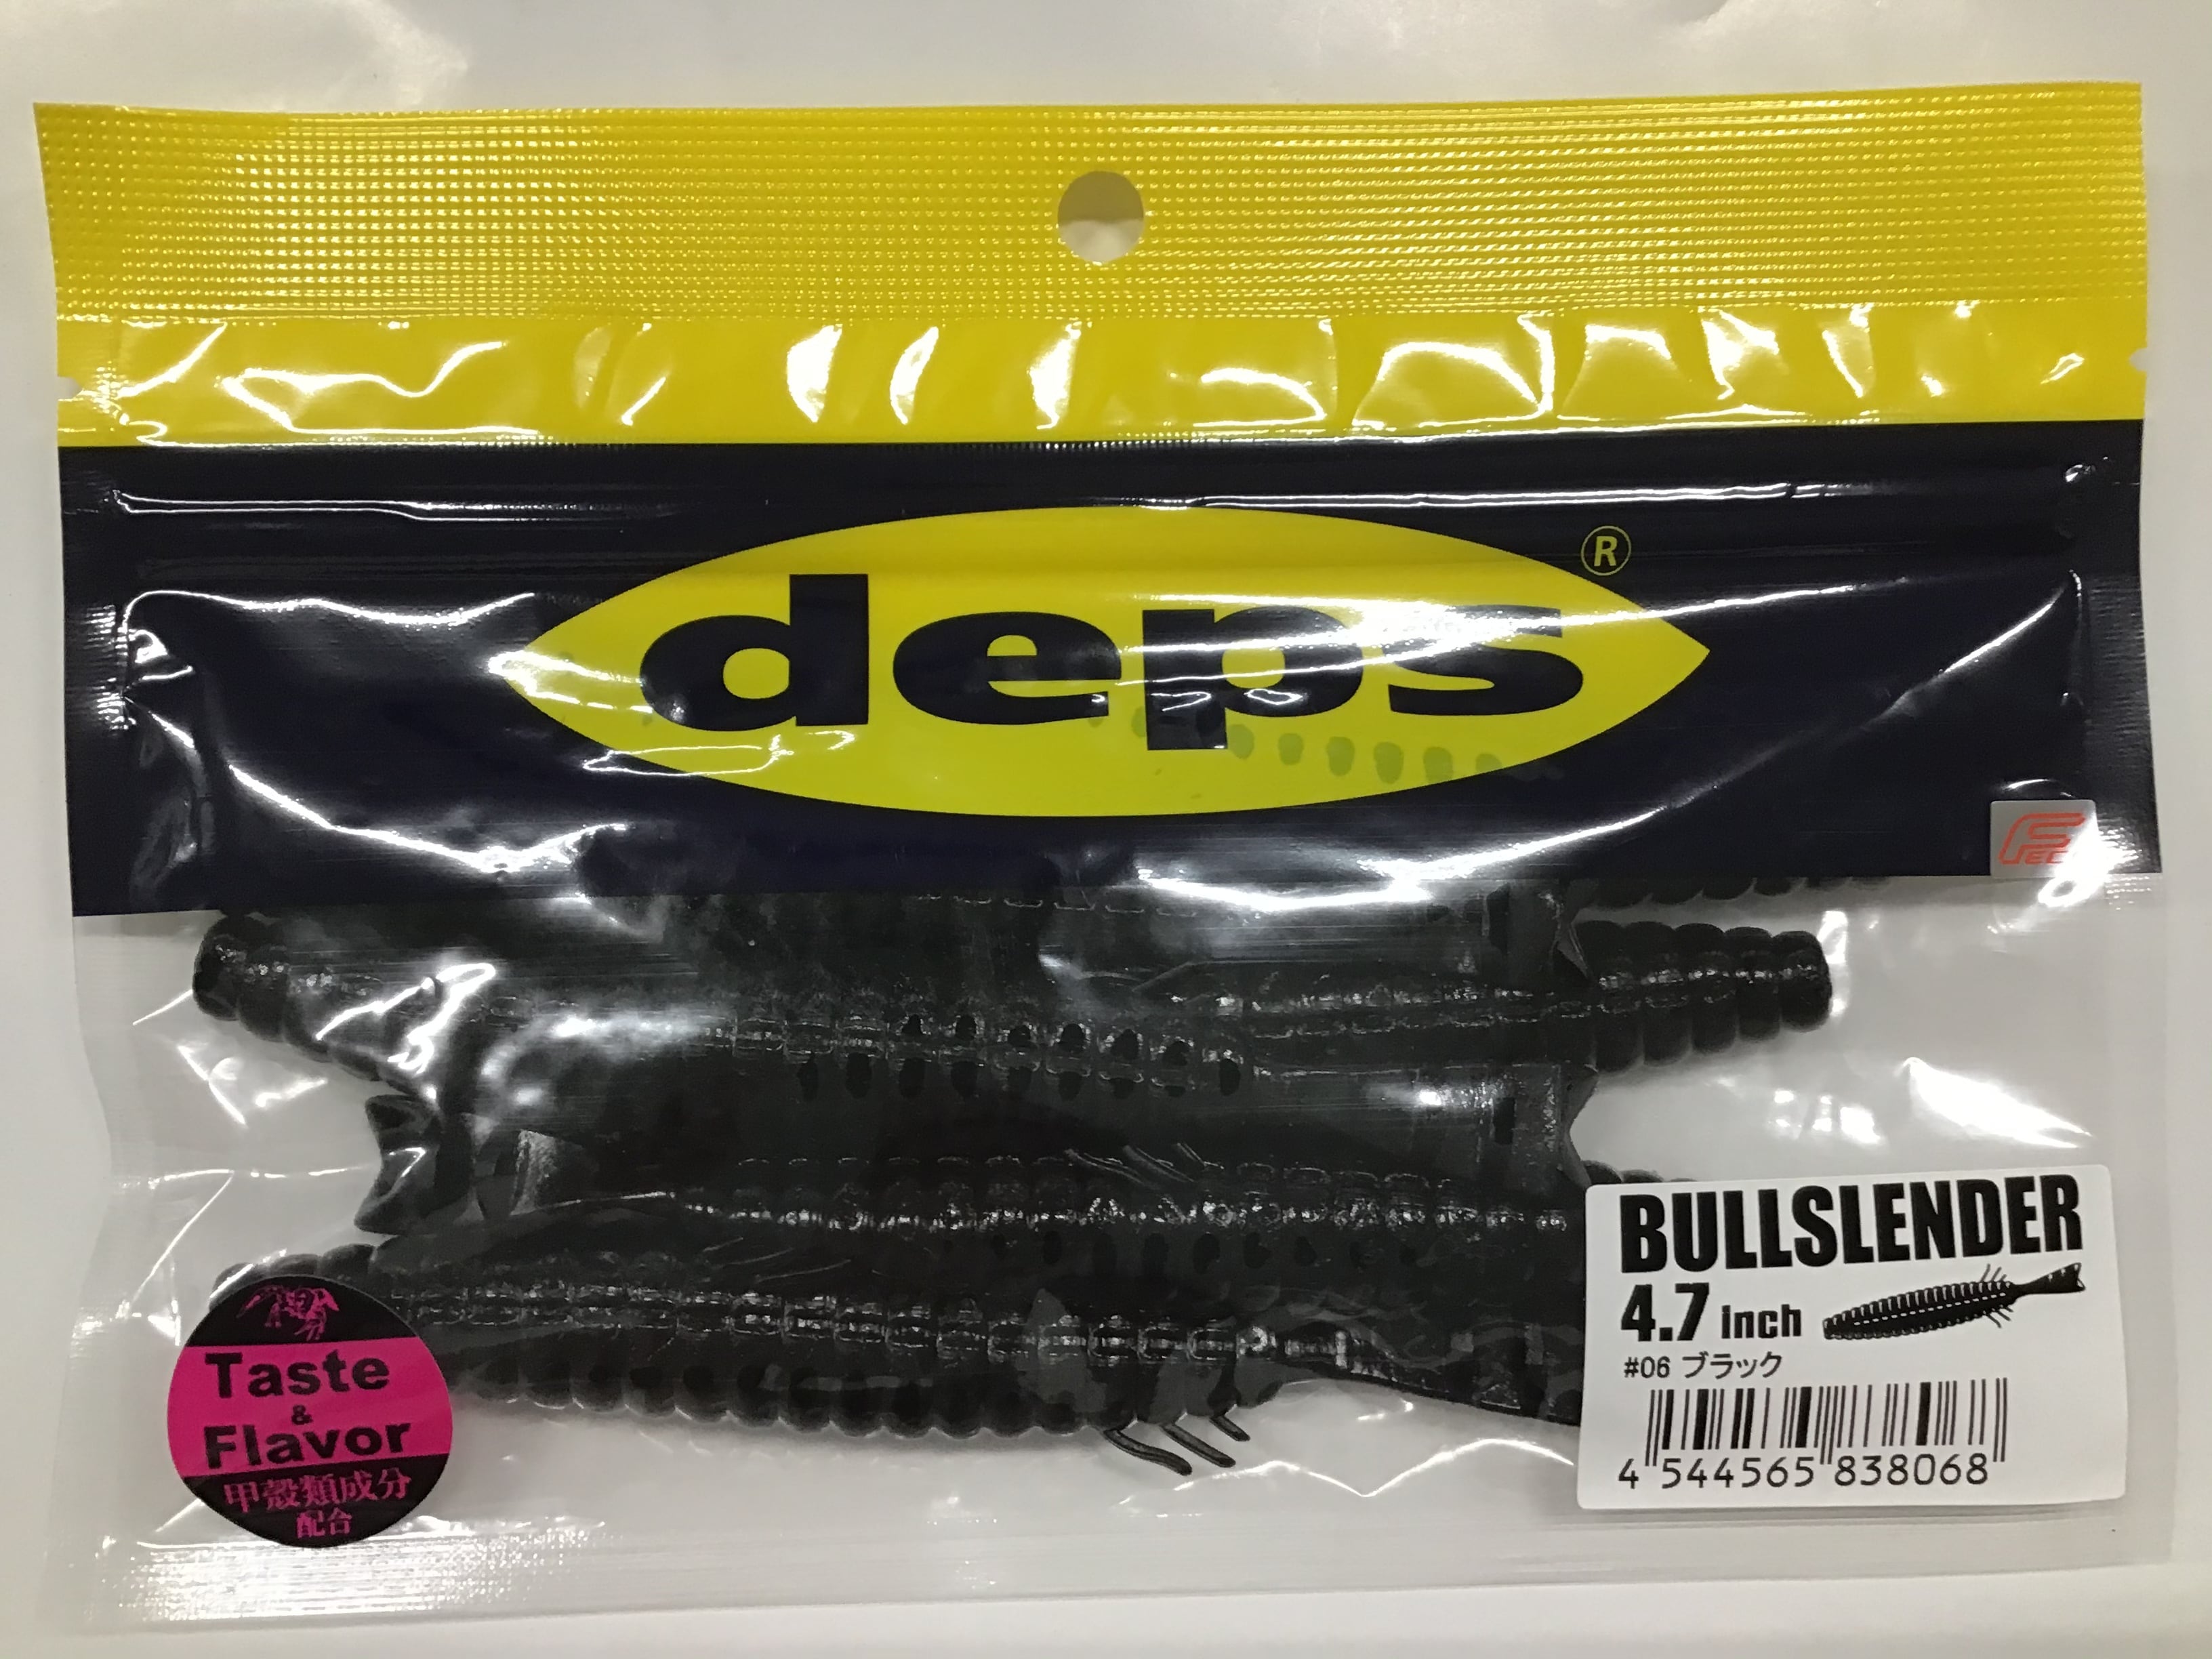 deps
®
FECO
BULLSLENDER
4.7 inch
#06 ブラック
4 544565 838068
Taste
&
Flavor
甲殻類成分
配合